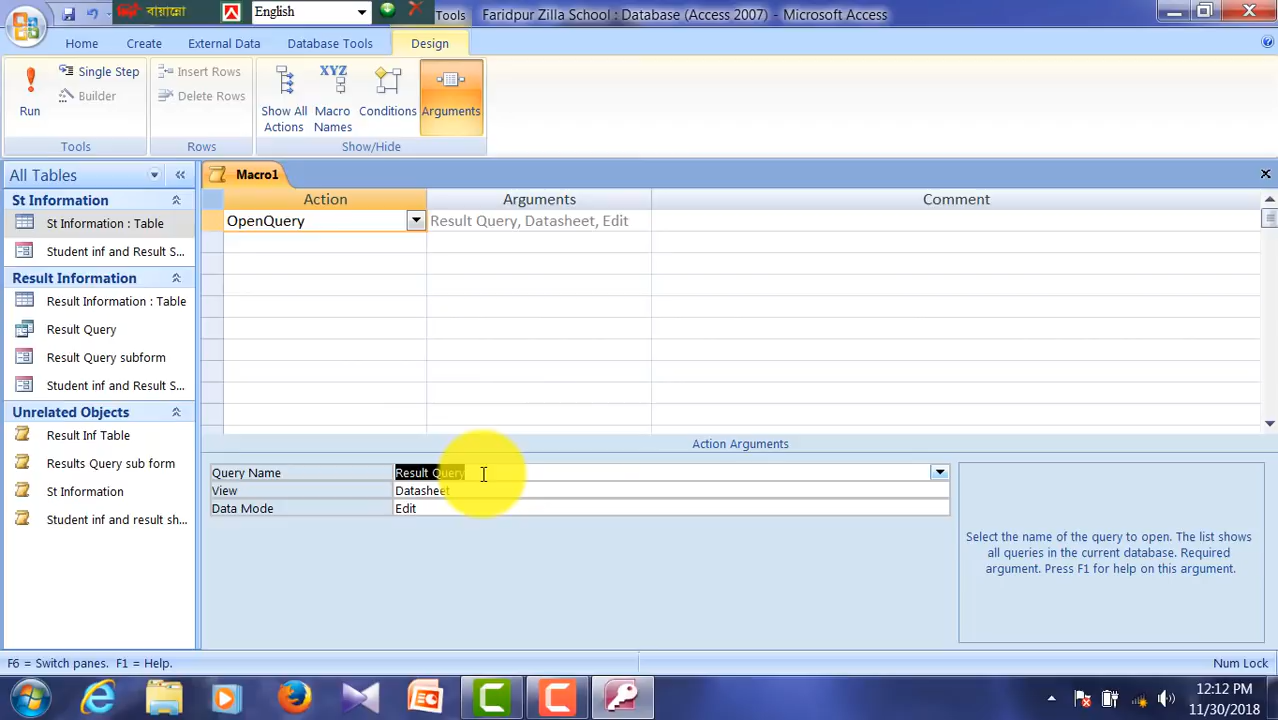 বায়ান্নো
English
Tools
Faridpur Zilla School : Database (Access 2007) - Microsoft Access
Home
Create
External Data
Database Tools
Design
Run
Single Step
Builder
Tools
Insert Rows
Delete Rows
Rows
Show All Actions
XYZ
Macro Names
Conditions
Arguments
Show/Hide
All Tables
St Information
St Information : Table
Student inf and Result S...
Result Information
Result Information : Table
Result Query
Result Query subform
Student inf and Result S...
Unrelated Objects
Result Inf Table
Results Query sub form
St Information
Student inf and result sh...
Macro1
Action
Arguments
Comment
OpenQuery
Result Query, Datasheet, Edit
Action Arguments
Query Name
Result Query
View
Datasheet
Data Mode
Edit
Select the name of the query to open. The list shows
all queries in the current database. Required
argument. Press F1 for help on this argument.
F6 = Switch panes. F1 = Help.
Num Lock
12:12 PM
11/30/2018